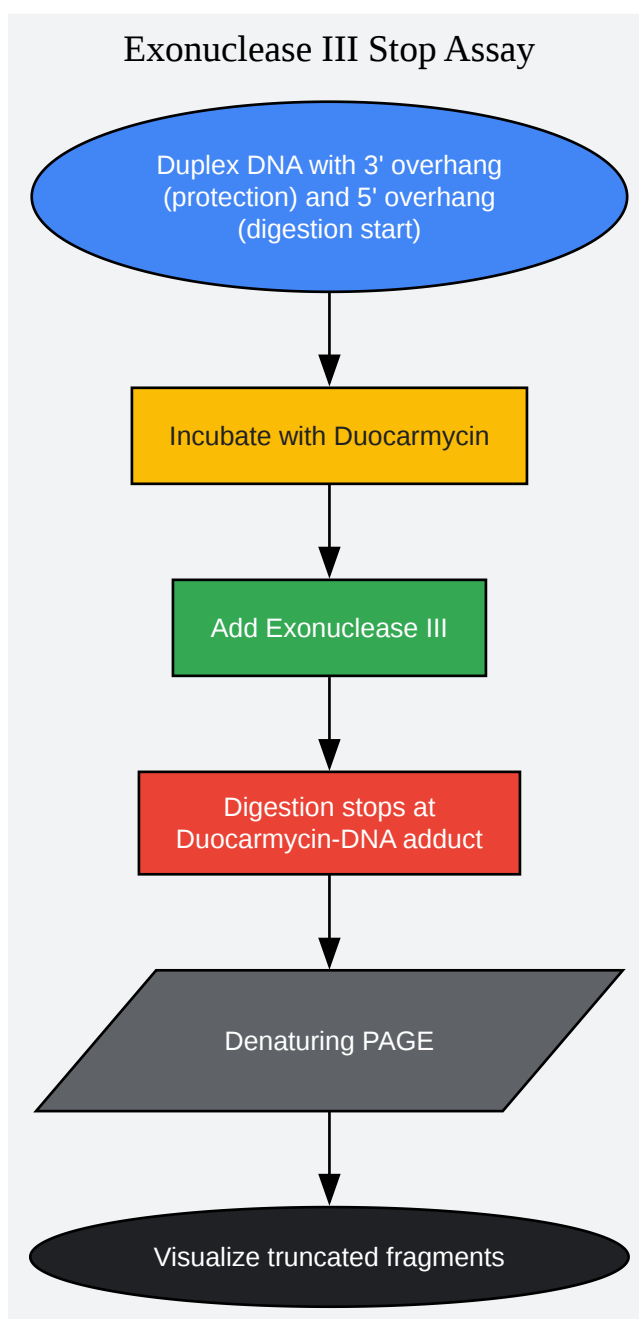 Exonuclease III Stop Assay
Duplex DNA with 3' overhang
(protection) and 5' overhang
(digestion start)
Incubate with Duocarmycin
Add Exonuclease III
Digestion stops at
Duocarmycin-DNA adduct
Denaturing PAGE
Visualize truncated fragments